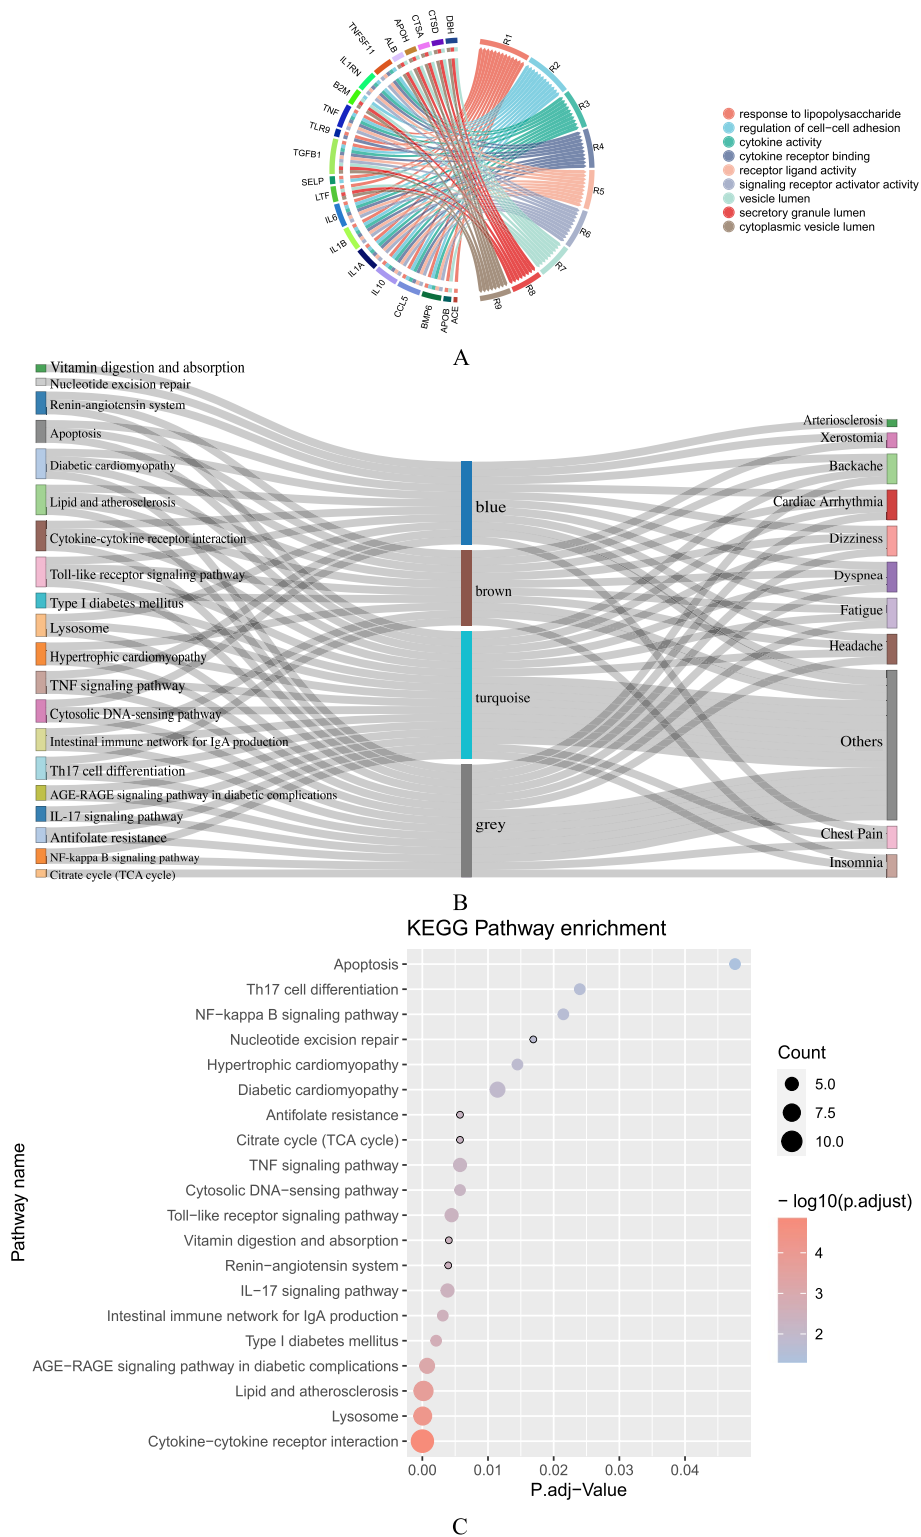 DBH
CTSD
CTSA
APOH
ALB
TNFSF11
IL1RN
B2M
TNF
TLR9
TGFB1
SELP
LTF
IL6
IL1B
IL1A
IL10
CCL5
BMP6
APOB
ACE
R1
R2
R3
R4
R5
R6
R7
R8
R9
response to lipopolysaccharide
regulation of cell−cell adhesion
cytokine activity
cytokine receptor binding
receptor ligand activity
signaling receptor activator activity
vesicle lumen
secretory granule lumen
cytoplasmic vesicle lumen
A
Vitamin digestion and absorption
Nucleotide excision repair
Renin-angiotensin system
Apoptosis
Diabetic cardiomyopathy
Lipid and atherosclerosis
Cytokine-cytokine receptor interaction
Toll-like receptor signaling pathway
Type I diabetes mellitus
Lysosome
Hypertrophic cardiomyopathy
TNF signaling pathway
Cytosolic DNA-sensing pathway
Intestinal immune network for IgA production
Th17 cell differentiation
AGE-RAGE signaling pathway in diabetic complications
IL-17 signaling pathway
Antifolate resistance
NF-kappa B signaling pathway
Citrate cycle (TCA cycle)
blue
brown
turquoise
grey
Arteriosclerosis
Xerostomia
Backache
Cardiac Arrhythmia
Dizziness
Dyspnea
Fatigue
Headache
Others
Chest Pain
Insomnia
B
KEGG Pathway enrichment
Pathway name
Apoptosis
Th17 cell differentiation
NF−kappa B signaling pathway
Nucleotide excision repair
Hypertrophic cardiomyopathy
Diabetic cardiomyopathy
Antifolate resistance
Citrate cycle (TCA cycle)
TNF signaling pathway
Cytosolic DNA−sensing pathway
Toll−like receptor signaling pathway
Vitamin digestion and absorption
Renin−angiotensin system
IL−17 signaling pathway
Intestinal immune network for IgA production
Type I diabetes mellitus
AGE−RAGE signaling pathway in diabetic complications
Lipid and atherosclerosis
Lysosome
Cytokine−cytokine receptor interaction
0.00 0.01 0.02 0.03 0.04
P.adj−Value
Count
5.0
7.5
10.0
− log10(p.adjust)
4
3
2
C